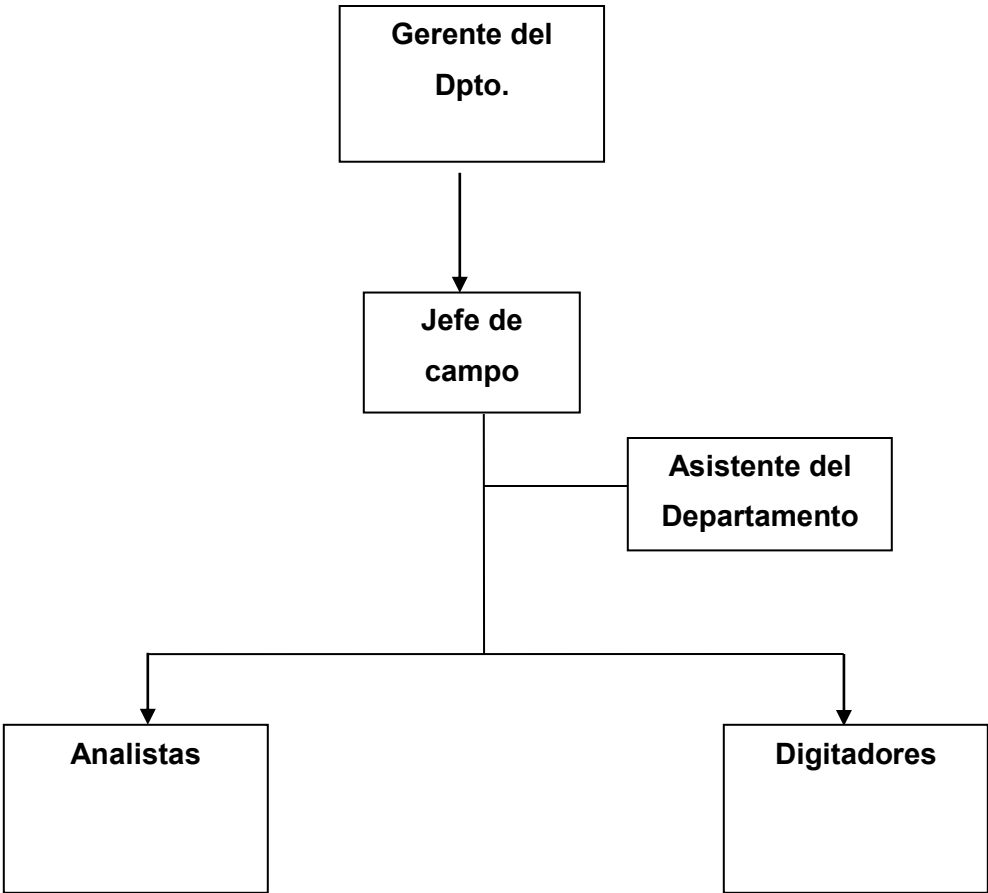 Gerente del
Dpto.
Jefe de
campo
Asistente del
Departamento
Analistas
Digitadores